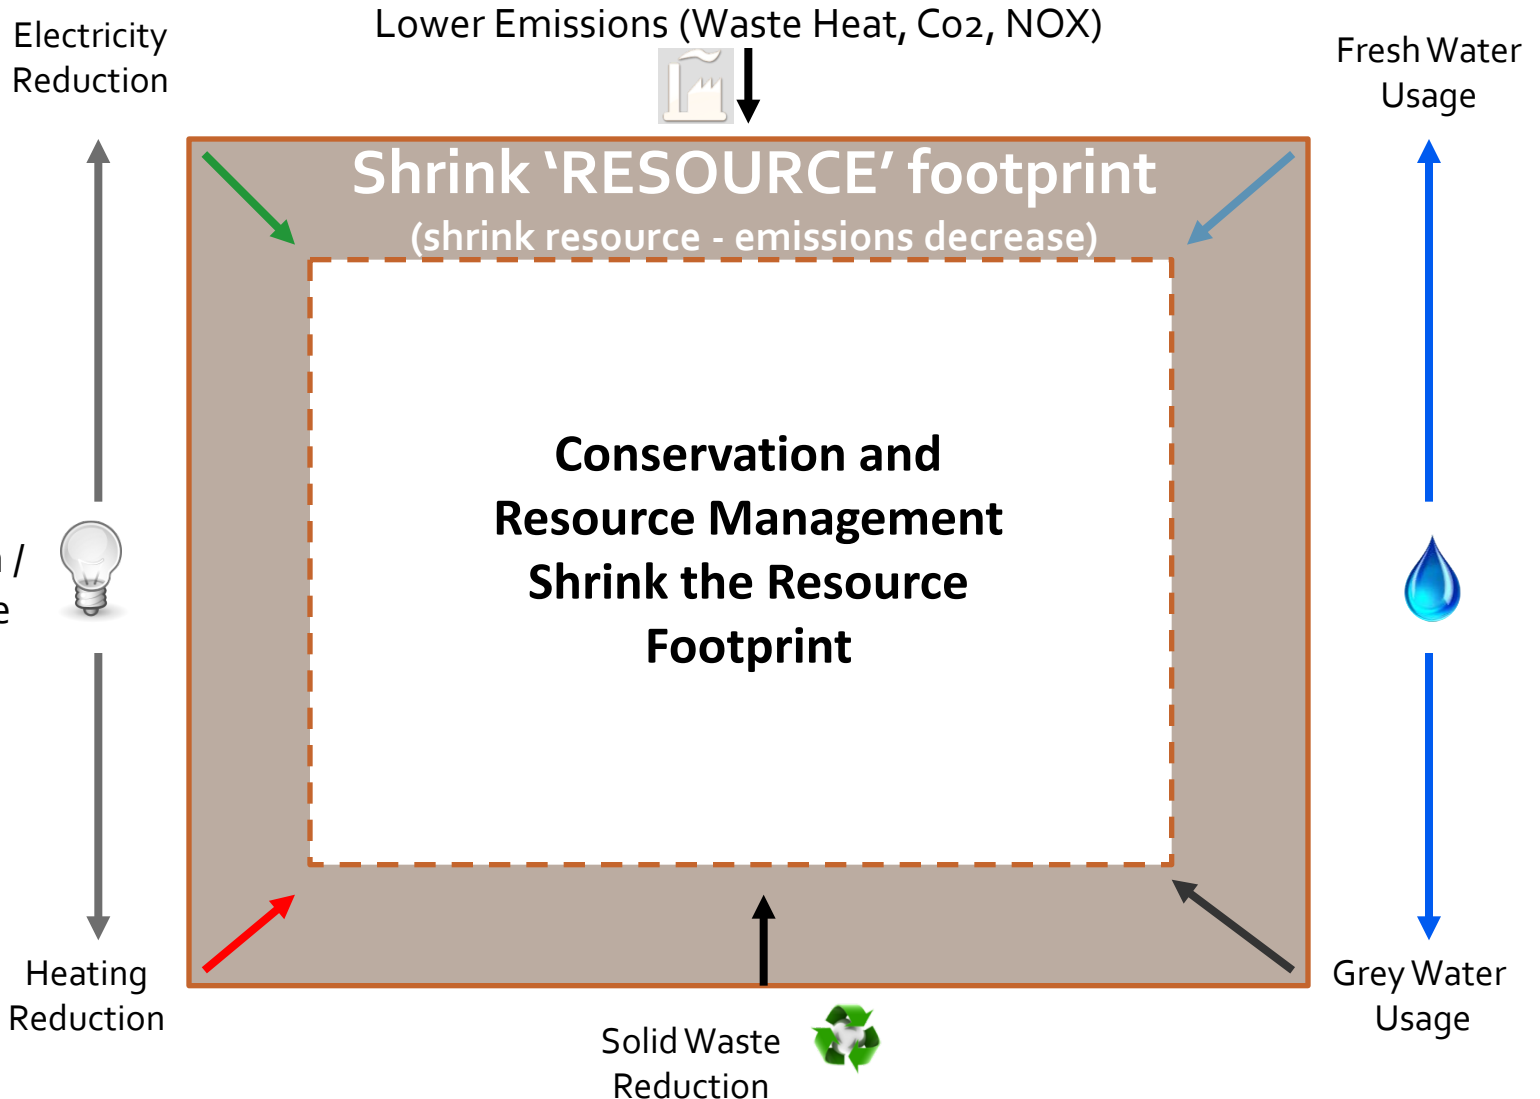 Lower Emissions (Waste Heat, Co2, NOX)
Electricity
Reduction
Fresh Water
Usage
Shrink ‘RESOURCE’ footprint
(shrink resource - emissions decrease)
Conservation and
Resource Management
Shrink the Resource
Footprint
/
Heating
Reduction
Grey Water
Usage
Solid Waste
Reduction